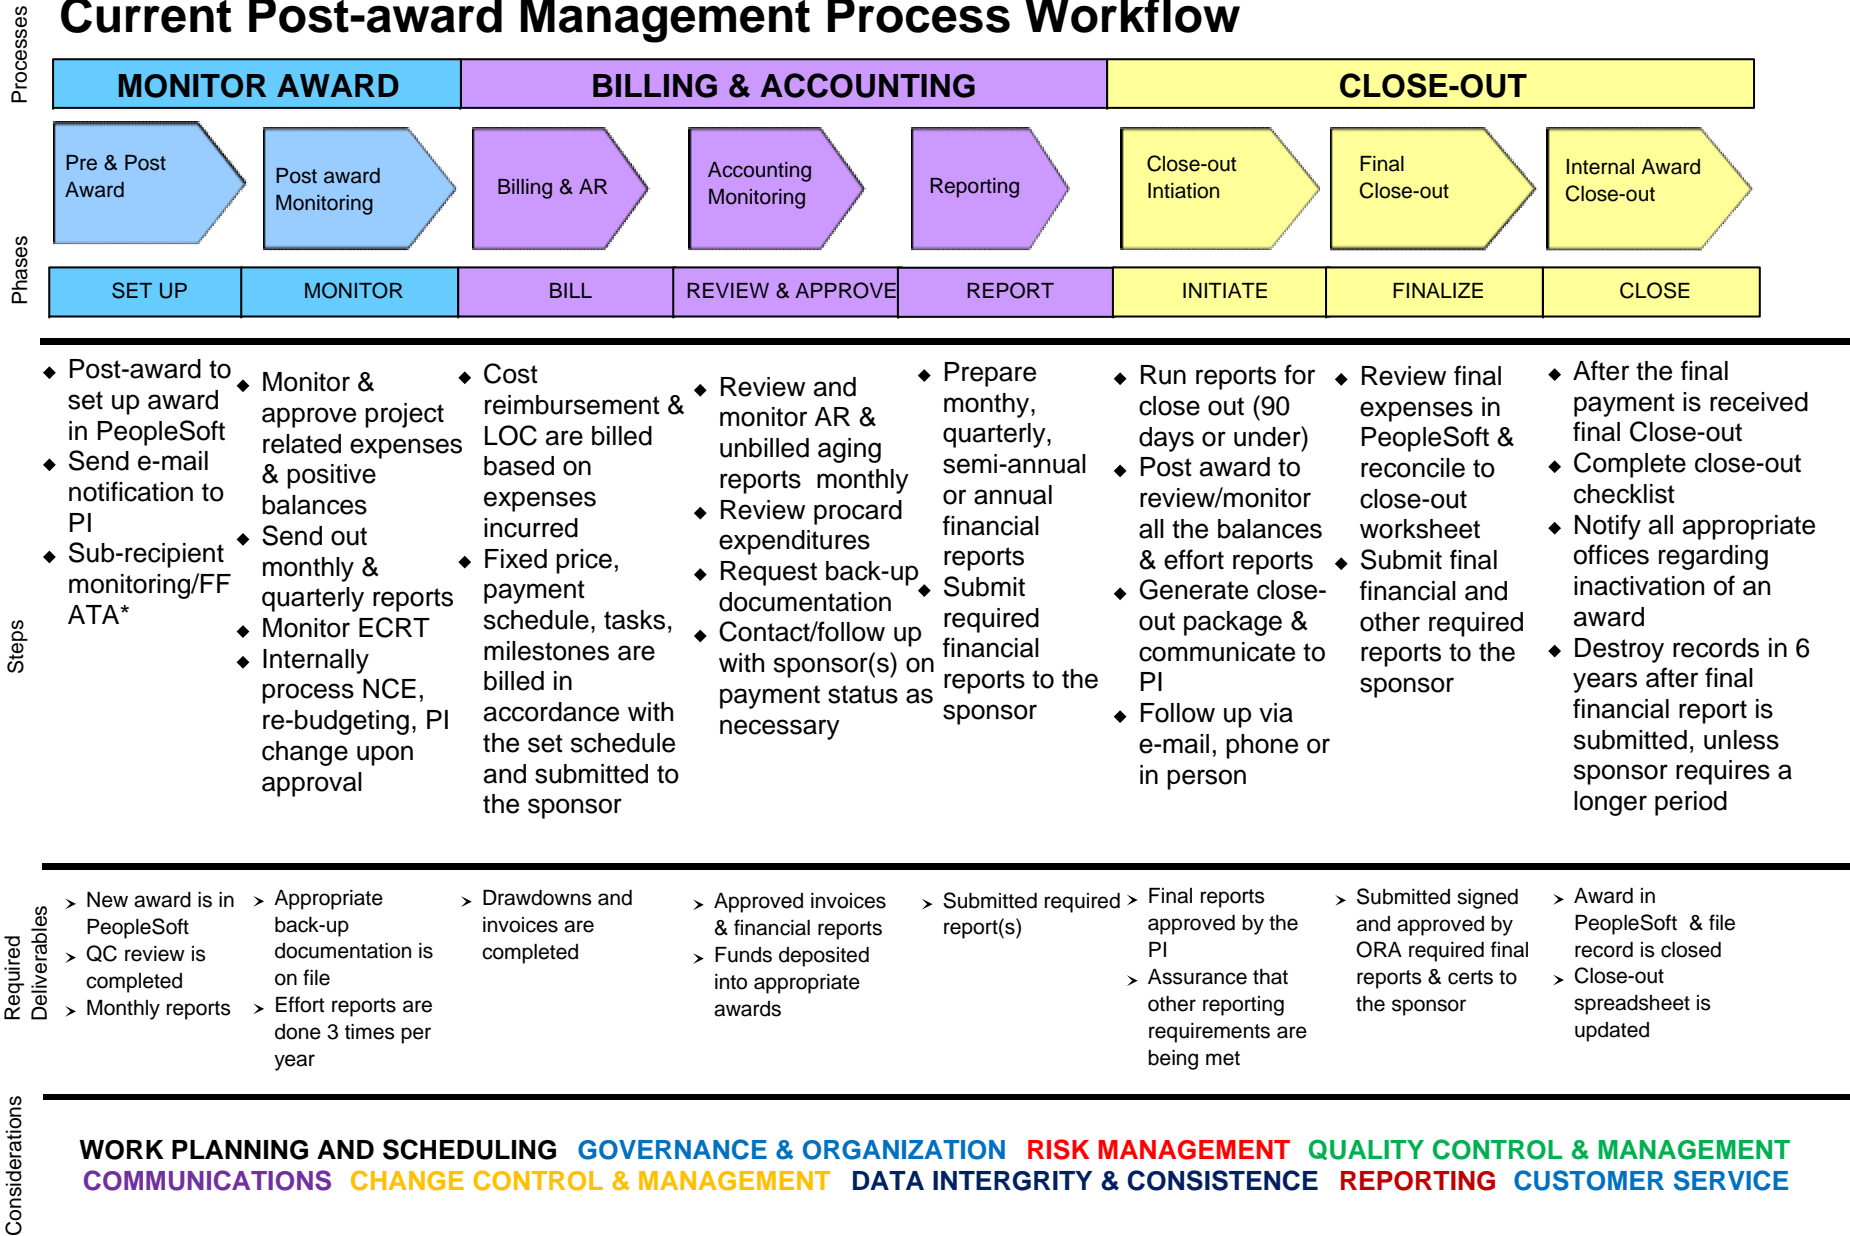 Current Post-award Management Process Workflow
Processes
MONITOR AWARD
BILLING & ACCOUNTING
CLOSE-OUT
Phases
Pre & Post
Award
Post award
Monitoring
Billing & AR
Accounting
Monitoring
Reporting
Close-out
Intiation
Final
Close-out
Internal Award
Close-out
SET UP
MONITOR
BILL
REVIEW & APPROVE
REPORT
INITIATE
FINALIZE
CLOSE
Steps
◆ Post-award to
set up award
in PeopleSoft
◆ Send e-mail
notification to
PI
◆ Sub-recipient
monitoring/FF
ATA*
◆ Monitor &
approve project
related expenses
& positive
balances
◆ Send out
monthly &
quarterly reports
◆ Monitor ECRT
◆ Internally
process NCE,
re-budgeting, PI
change upon
approval
◆ Cost
reimbursement &
LOC are billed
based on
expenses
incurred
◆ Fixed price,
payment
schedule, tasks,
milestones are
billed in
accordance with
the set schedule
and submitted to
the sponsor
◆ Review and
monitor AR &
unbilled aging
reports monthly
◆ Review procard
expenditures
◆ Request back-up
documentation
◆ Contact/follow up
with sponsor(s) on
payment status as
necessary
◆ Prepare
monthy,
quarterly,
semi-annual
or annual
financial
reports
◆ Submit
required
financial
reports to the
sponsor
◆ Run reports for
close out (90
days or under)
◆ Post award to
review/monitor
all the balances
& effort reports
◆ Generate close-
out package &
communicate to
PI
◆ Follow up via
e-mail, phone or
in person
◆ Review final
expenses in
PeopleSoft &
reconcile to
close-out
worksheet
◆ Submit final
financial and
other required
reports to the
sponsor
◆ After the final
payment is received
final Close-out
◆ Complete close-out
checklist
◆ Notify all appropriate
offices regarding
inactivation of an
award
◆ Destroy records in 6
years after final
financial report is
submitted, unless
sponsor requires a
longer period
Required
Deliverables
➢ New award is in
PeopleSoft
➢ QC review is
completed
➢ Monthly reports
➢ Appropriate
back-up
documentation is
on file
➢ Effort reports are
done 3 times per
year
➢ Drawdowns and
invoices are
completed
➢ Approved invoices
& financial reports
➢ Funds deposited
into appropriate
awards
➢ Submitted required
report(s)
➢ Final reports
approved by the
PI
➢ Assurance that
other reporting
requirements are
being met
➢ Submitted signed
and approved by
ORA required final
reports & certs to
the sponsor
➢ Award in
PeopleSoft & file
record is closed
➢ Close-out
spreadsheet is
updated
Considerations
WORK PLANNING AND SCHEDULING GOVERNANCE & ORGANIZATION RISK MANAGEMENT QUALITY CONTROL & MANAGEMENT
COMMUNICATIONS CHANGE CONTROL & MANAGEMENT DATA INTERGRITY & CONSISTENCE REPORTING CUSTOMER SERVICE